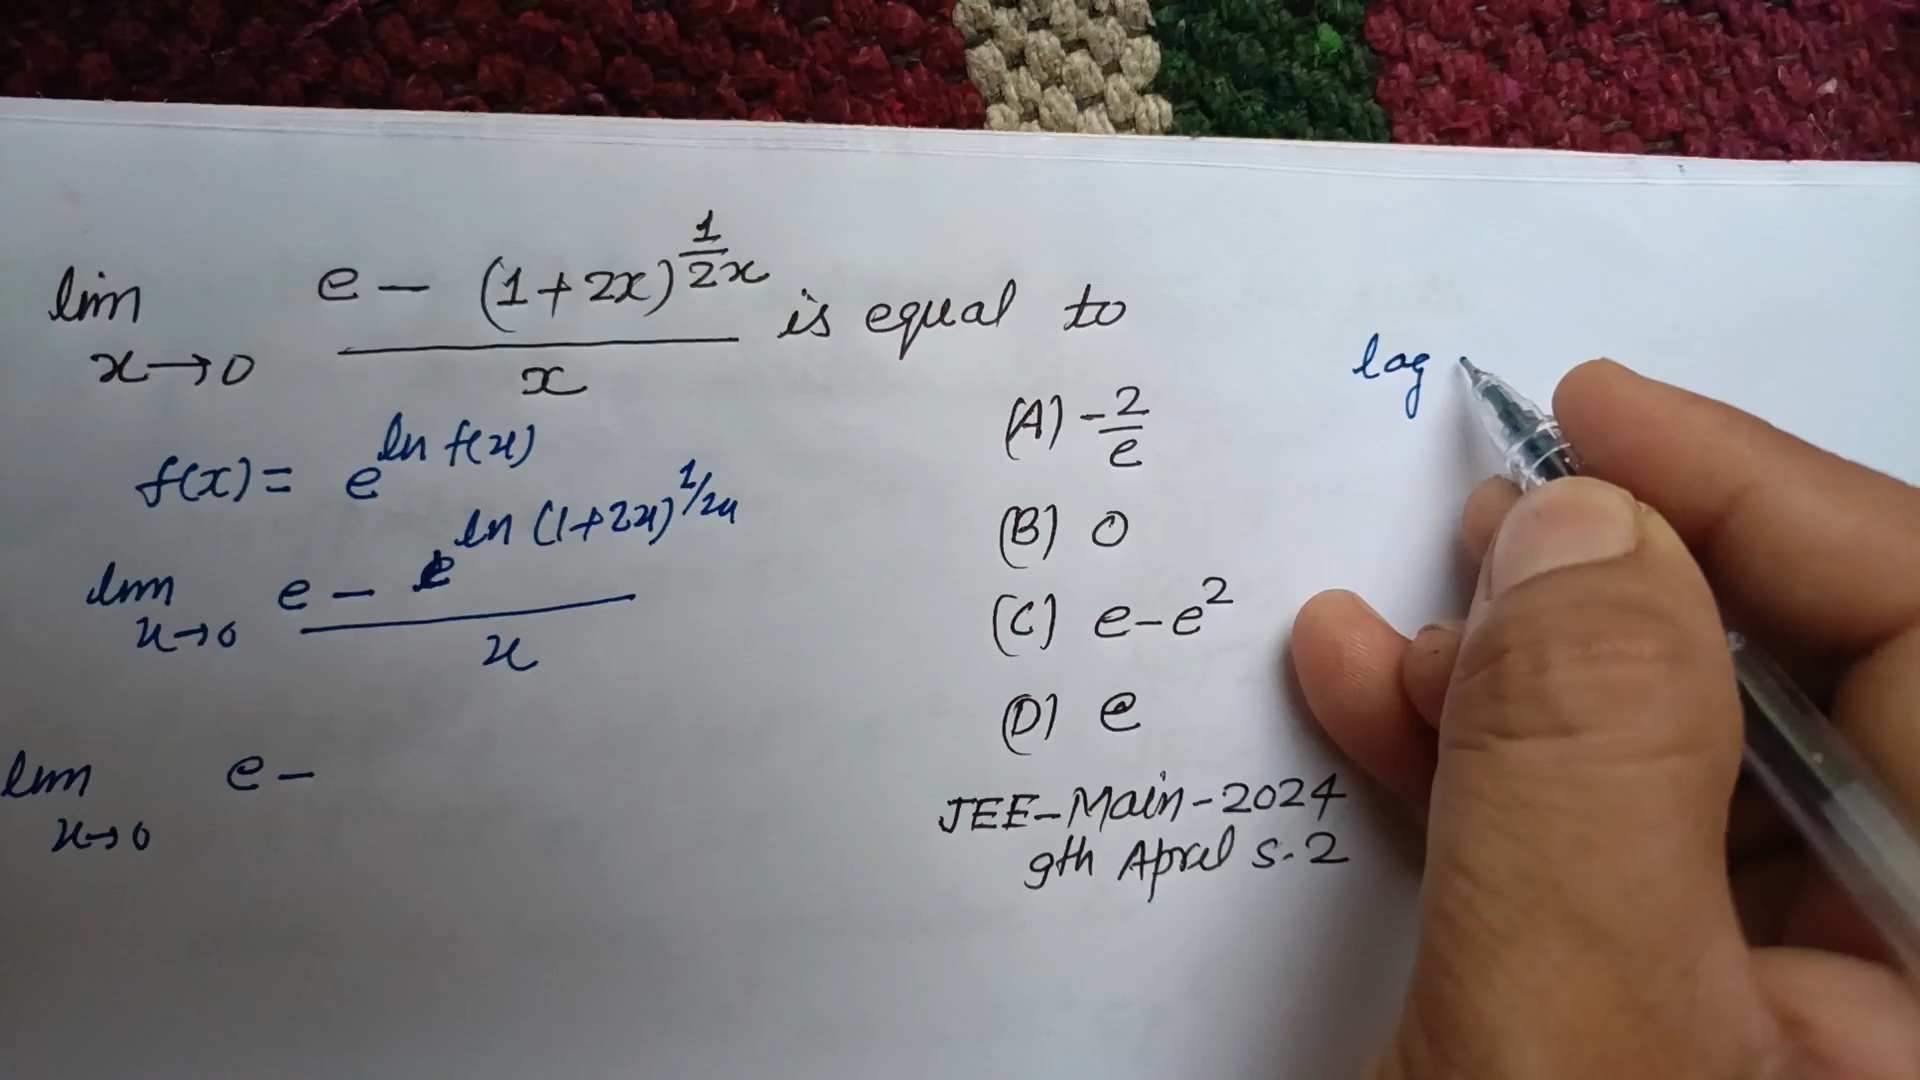 lim x→0 e - (1+2x)^(1/2x) / x is equal to
log
f(x) = e^(ln f(x))
lim x→0 e - e^(ln (1+2x)^(1/2x)) / x
lim x→0 e -
(A) -2/e
(B) 0
(C) e-e²
(D) e
JEE-Main-2024
9th April S-2